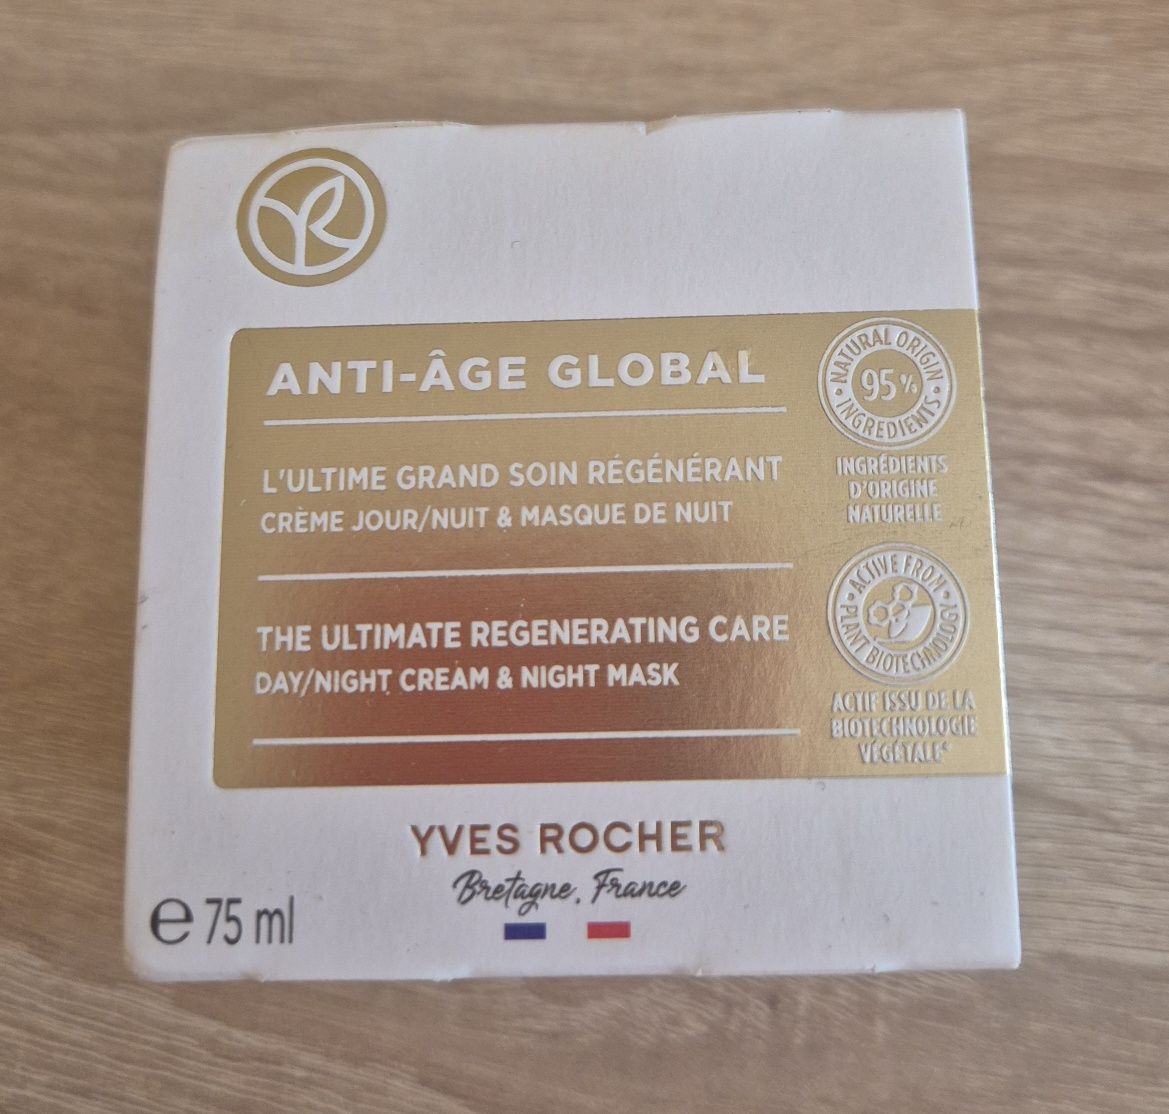 ANTI-ÂGE GLOBAL
L'ULTIME GRAND SOIN RÉGÉNÉRANT
CRÈME JOUR/NUIT & MASQUE DE NUIT
THE ULTIMATE REGENERATING CARE
DAY/NIGHT CREAM & NIGHT MASK
NATURAL ORIGIN
95%
INGREDIENTS
INGRÉDIENTS
D'ORIGINE
NATURELLE
ACTIVE FROM
PLANT BIOTECHNOLOGY
ACTIF ISSU DE LA
BIOTECHNOLOGIE
VÉGÉTALE*
YVES ROCHER
Bretagne, France
e 75 ml